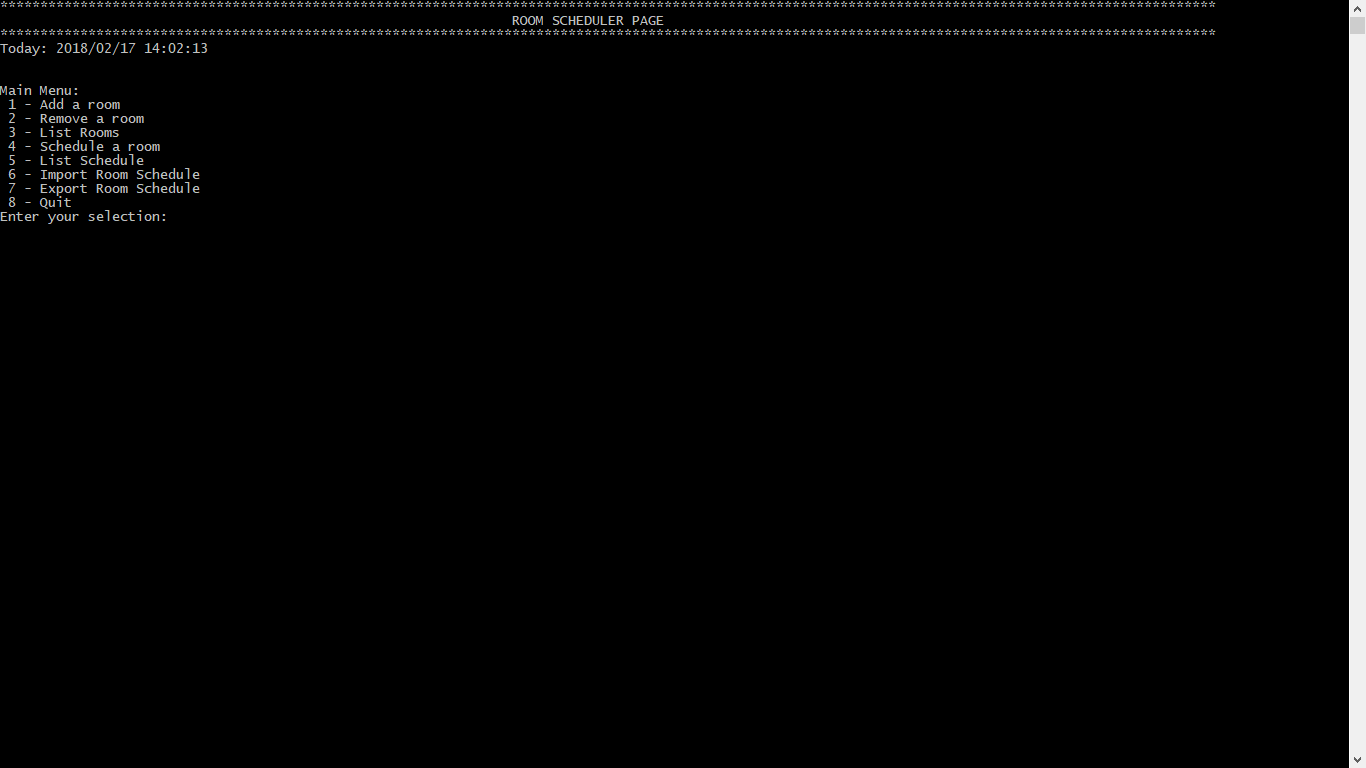 ********************************************************************************************************************************************************
ROOM SCHEDULER PAGE
********************************************************************************************************************************************************
Today: 2018/02/17 14:02:13
Main Menu:
1 - Add a room
2 - Remove a room
3 - List Rooms
4 - Schedule a room
5 - List Schedule
6 - Import Room Schedule
7 - Export Room Schedule
8 - Quit
Enter your selection: